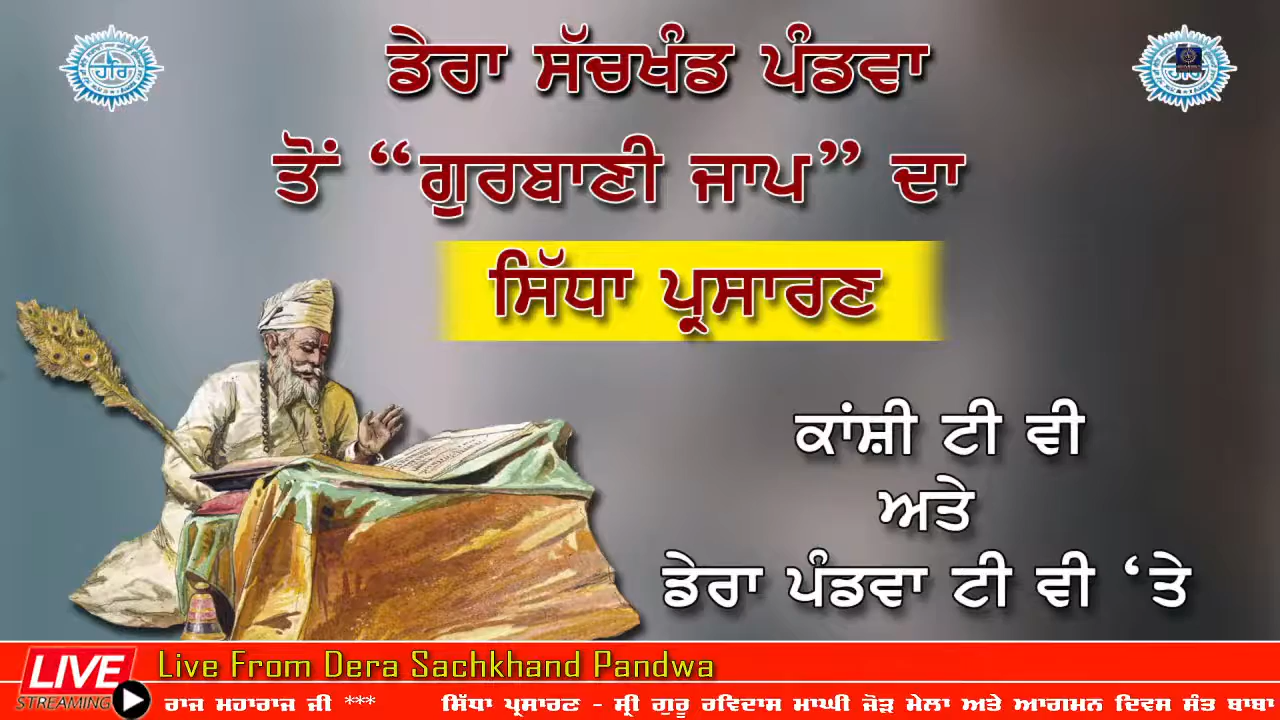 ਡੇਰਾ ਸੱਚਖੰਡ ਪੰਡਵਾ
ਤੋਂ “ਗੁਰਬਾਣੀ ਜਾਪ” ਦਾ
ਸਿੱਧਾ ਪ੍ਰਸਾਰਣ
ਕਾਂਸ਼ੀ ਟੀ ਵੀ
ਅਤੇ
ਡੇਰਾ ਪੰਡਵਾ ਟੀ ਵੀ ‘ਤੇ
LIVE
STREAMING
Live From Dera Sachkhand Pandwa
ਰਾਜ ਮਹਾਰਾਜ ਜੀ *** ਸਿੱਧਾ ਪ੍ਰਸਾਰਣ - ਸ੍ਰੀ ਗੁਰੂ ਰਵਿਦਾਸ ਮਾਘੀ ਜੋੜ ਮੇਲਾ ਅਤੇ ਆਗਮਨ ਦਿਵਸ ਸੰਤ ਬਾਬਾ